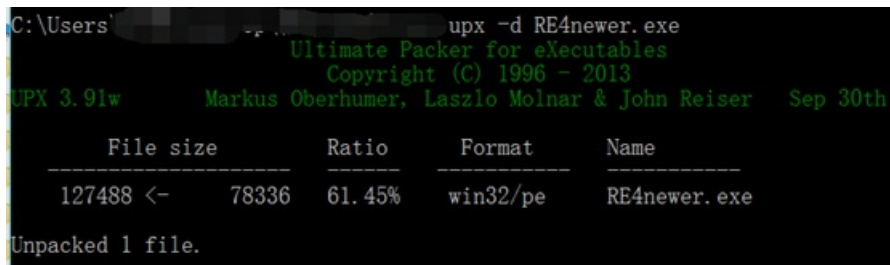 C:\Users upx -d RE4newer.exe
Ultimate Packer for eXecutables
Copyright (C) 1996 - 2013
UPX 3.91w Markus Oberhumer, Laszlo Molnar & John Reiser Sep 30th
File size Ratio Format Name
-------------------- ------ ----------- -----------
127488 <- 78336 61.45% win32/pe RE4newer.exe
Unpacked 1 file.